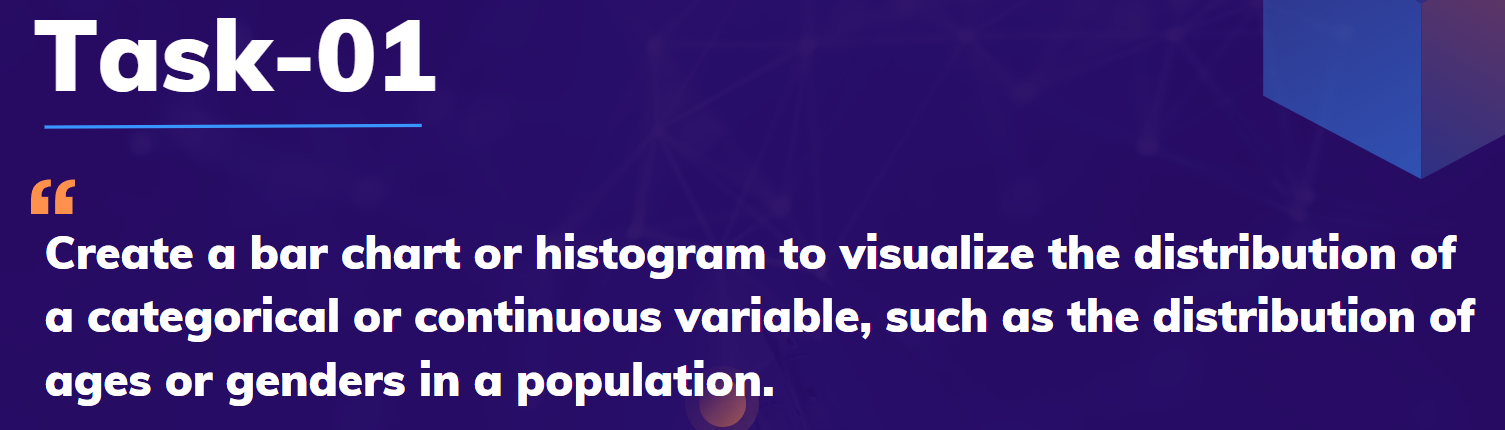 Task-01
“
Create a bar chart or histogram to visualize the distribution of
a categorical or continuous variable, such as the distribution of
ages or genders in a population.